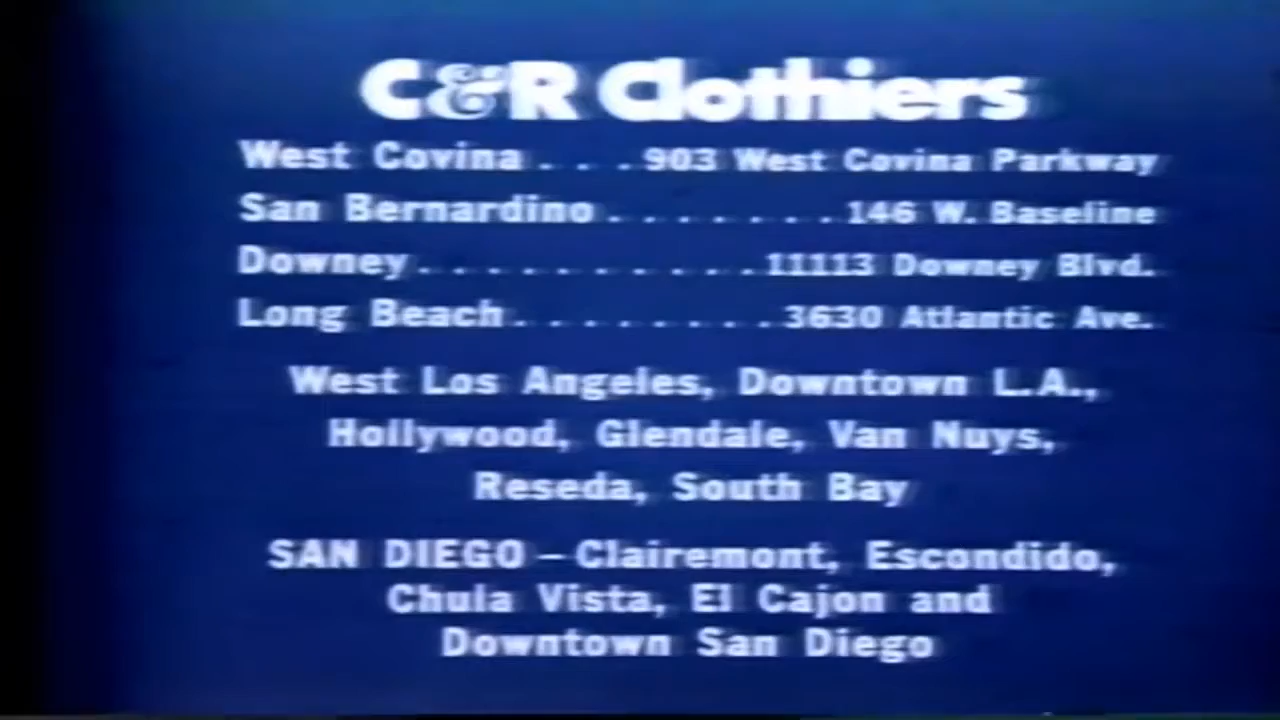 C&R Clothiers
West Covina . . . 903 West Covina Parkway
San Bernardino . . . . . . . 146 W. Baseline
Downey . . . . . . . . . . . 11113 Downey Blvd.
Long Beach . . . . . . . . 3630 Atlantic Ave.
West Los Angeles, Downtown L.A.,
Hollywood, Glendale, Van Nuys,
Reseda, South Bay
SAN DIEGO – Clairemont, Escondido,
Chula Vista, El Cajon and
Downtown San Diego